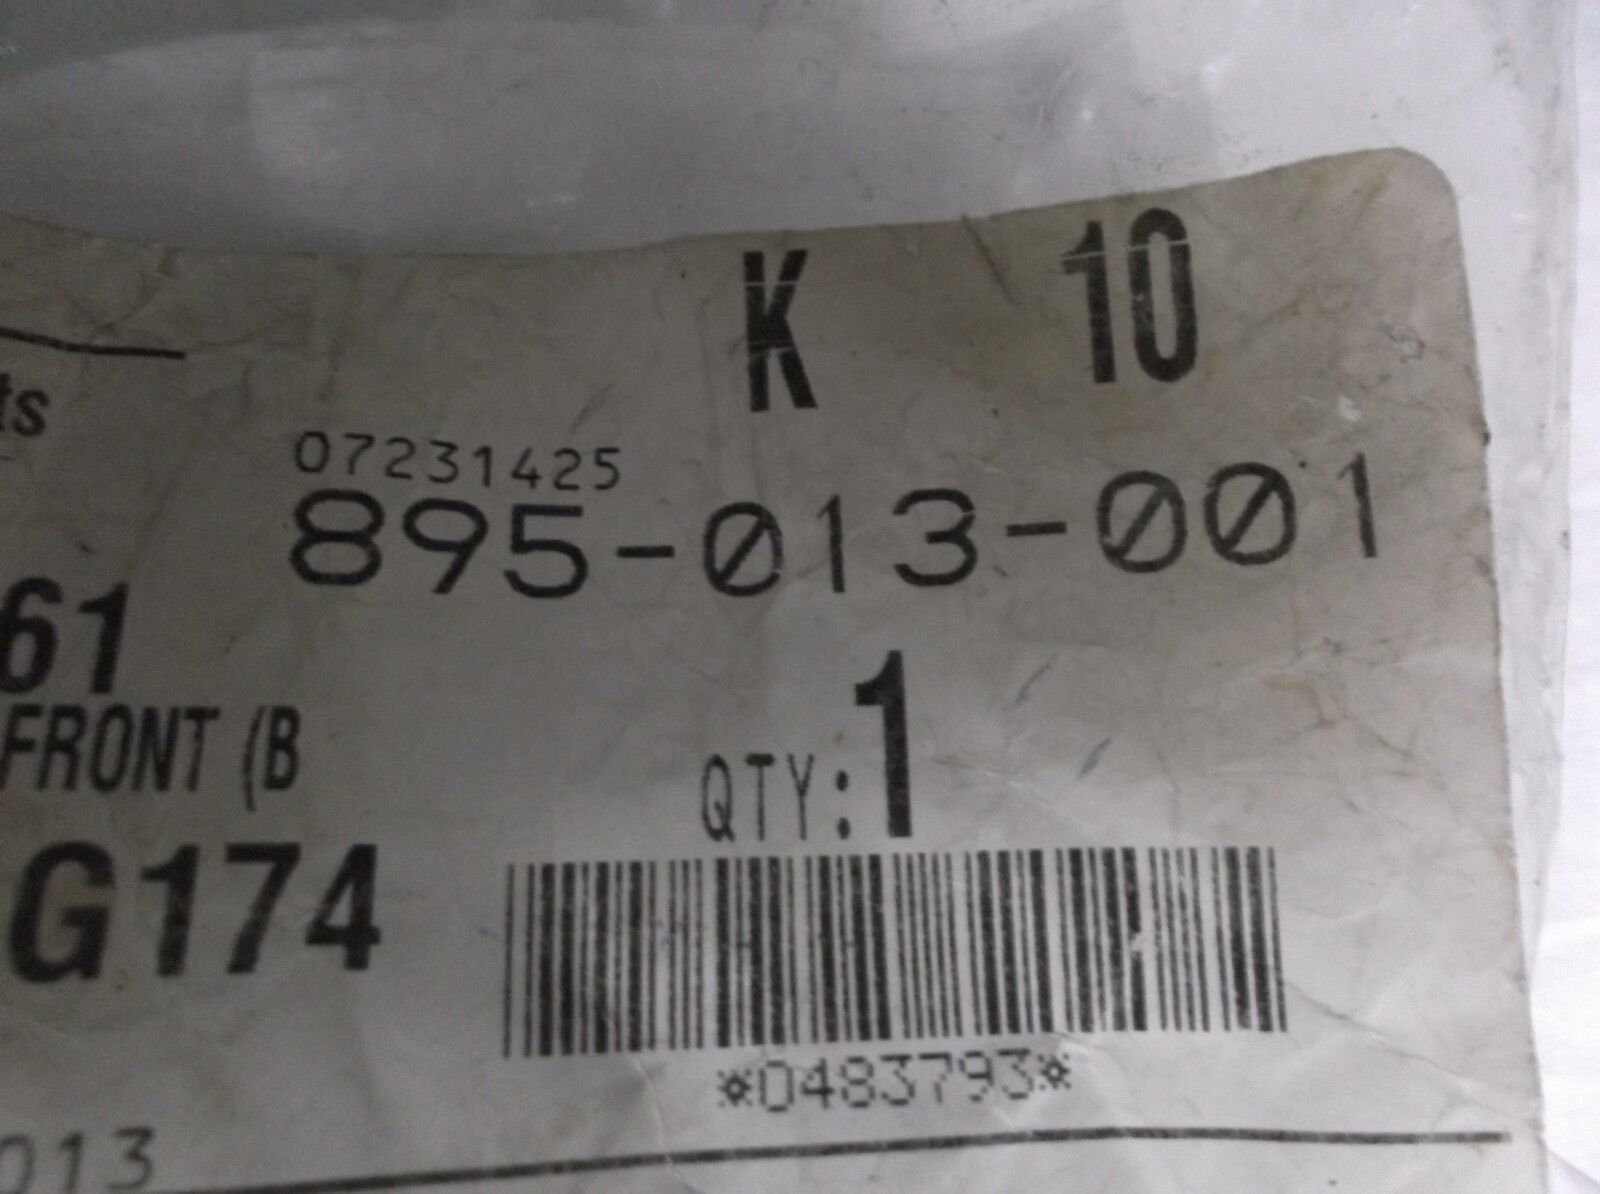 K 10
ts
07231425
895-013-001
61
FRONT (B
QTY:1
G174
*0483793*
013